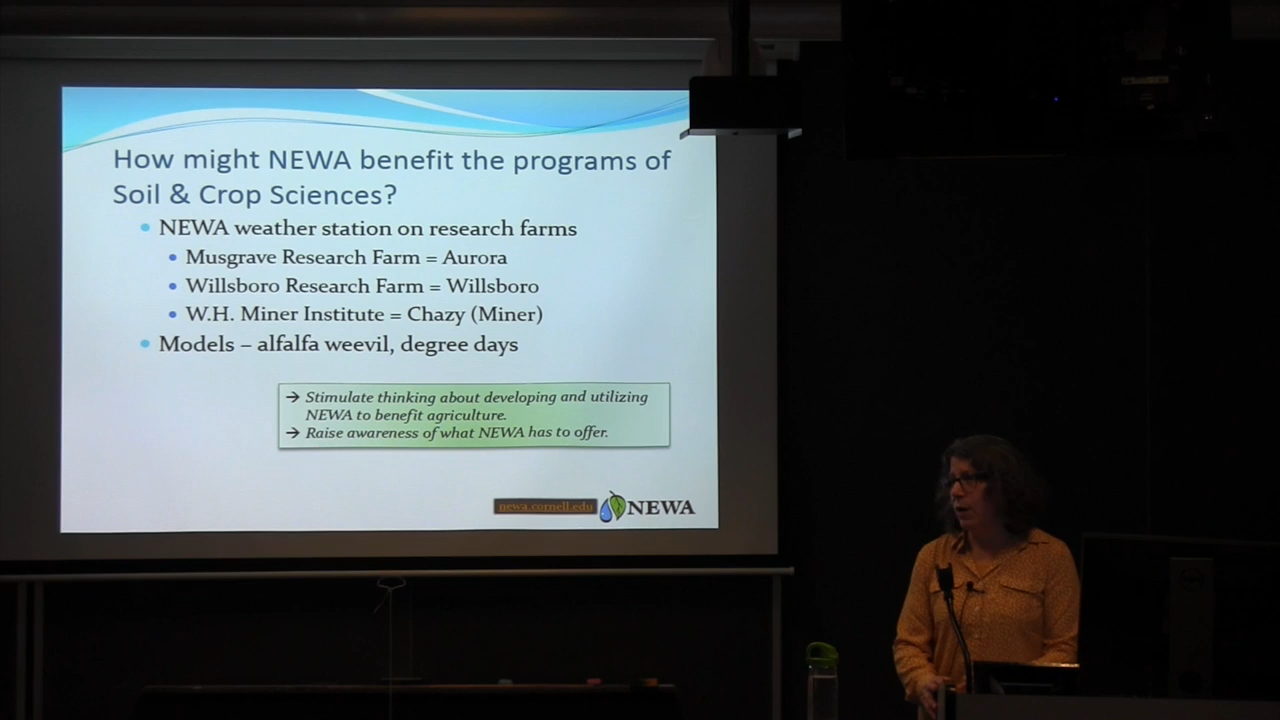 How might NEWA benefit the programs of
Soil & Crop Sciences?
• NEWA weather station on research farms
• Musgrave Research Farm = Aurora
• Willsboro Research Farm = Willsboro
• W.H. Miner Institute = Chazy (Miner)
• Models – alfalfa weevil, degree days
→ Stimulate thinking about developing and utilizing
NEWA to benefit agriculture.
→ Raise awareness of what NEWA has to offer.
newa.cornell.edu NEWA